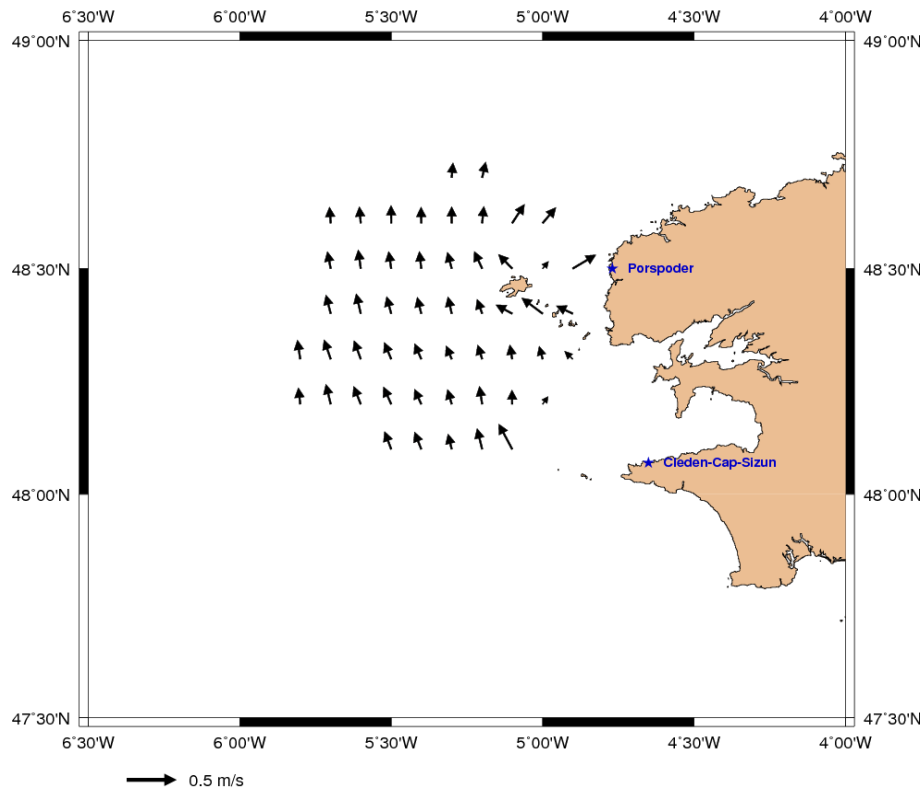 6˚30'W 6˚00'W 5˚30'W 5˚00'W 4˚30'W 4˚00'W
49˚00'N 49˚00'N
48˚30'N Porspoder 48˚30'N
Cleden-Cap-Sizun
48˚00'N 48˚00'N
47˚30'N 47˚30'N
6˚30'W 6˚00'W 5˚30'W 5˚00'W 4˚30'W 4˚00'W
0.5 m/s